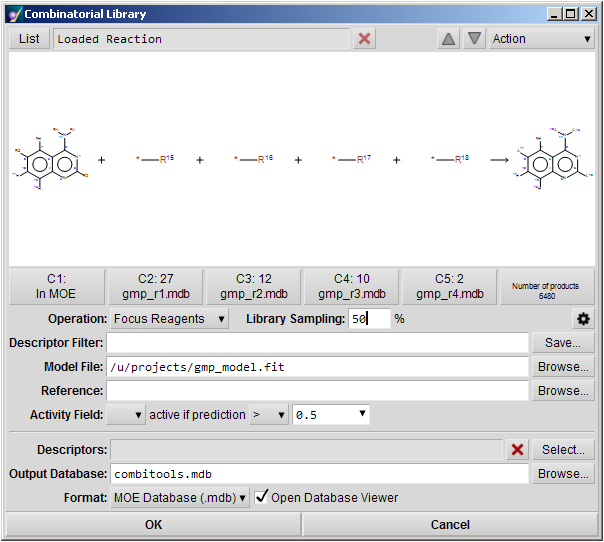 Combinatorial Library
List Loaded Reaction Action
+ *—R15 + *—R16 + *—R17 + *—R18
C1: C2: 27 C3: 12 C4: 10 C5: 2 Number of products
In MOE gmp_r1.mdb gmp_r2.mdb gmp_r3.mdb gmp_r4.mdb 6480
Operation: Focus Reagents Library Sampling: 50 %
Descriptor Filter: Save...
Model File: /u/projects/gmp_model.fit Browse...
Reference: Browse...
Activity Field: active if prediction > 0.5
Descriptors: Select...
Output Database: combitools.mdb Browse...
Format: MOE Database (.mdb) Open Database Viewer
OK Cancel